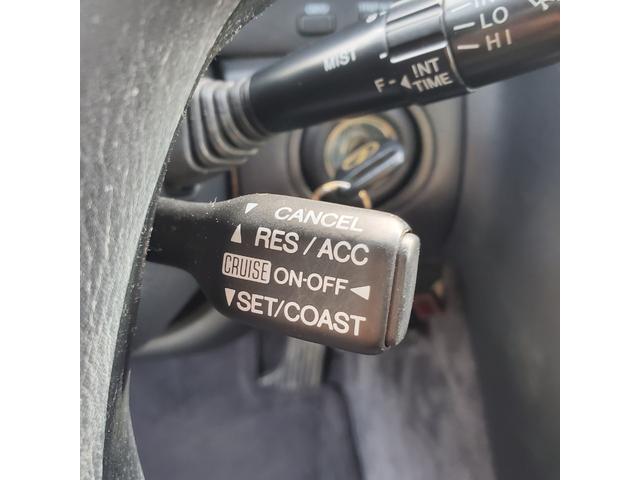 LO
HI
MIST
F-◄INT
TIME
▼ CANCEL
▲ RES / ACC
CRUISE ON-OFF◄
▼SET/COAST